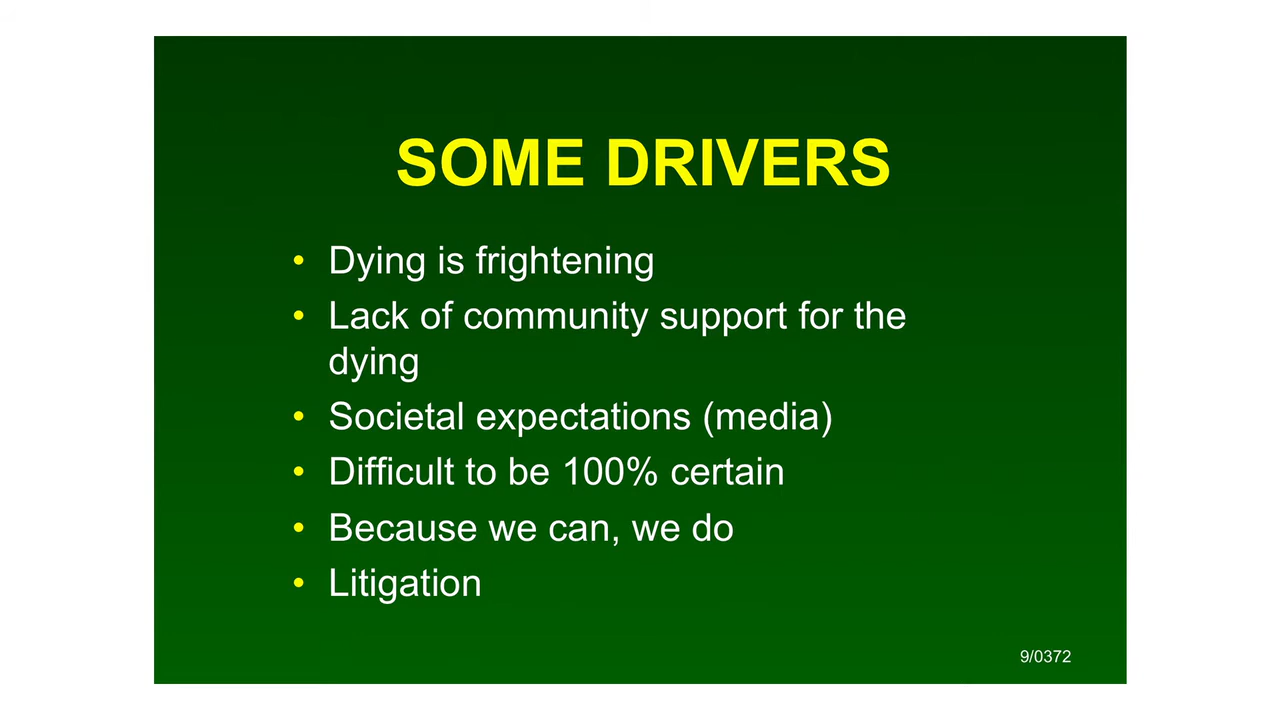 SOME DRIVERS
• Dying is frightening
• Lack of community support for the
dying
• Societal expectations (media)
• Difficult to be 100% certain
• Because we can, we do
• Litigation
9/0372